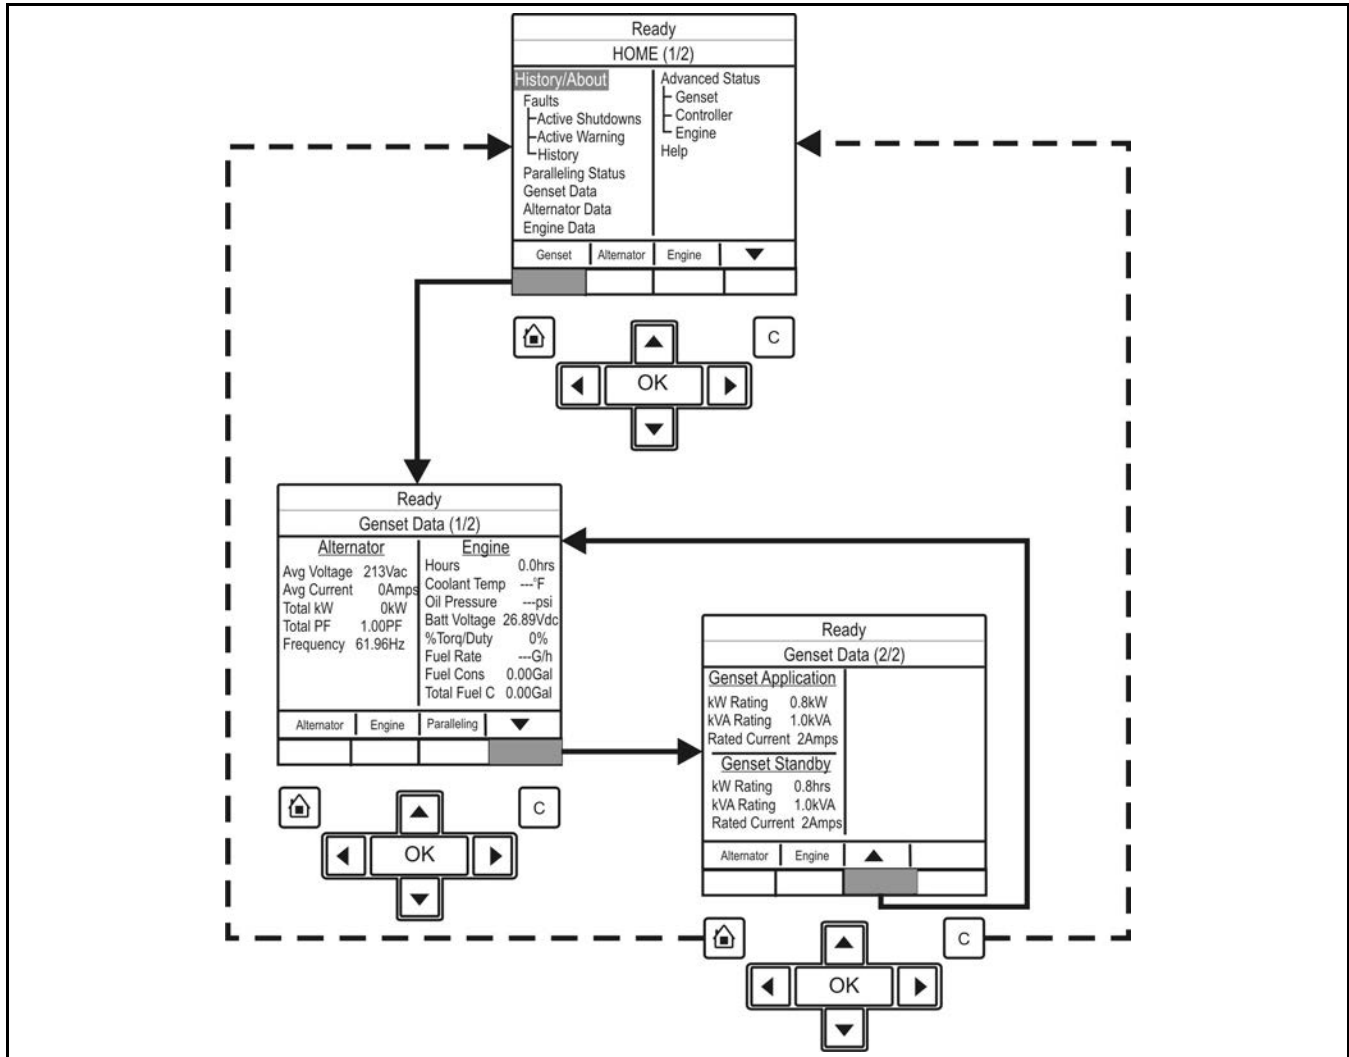 Ready
HOME (1/2)
History/About
Faults
Active Shutdowns
Active Warning
History
Paralleling Status
Genset Data
Alternator Data
Engine Data
Advanced Status
Genset
Controller
Engine
Help
Genset Alternator Engine
C
OK
Ready
Genset Data (1/2)
Alternator
Avg Voltage 213Vac
Avg Current 0Amps
Total kW 0kW
Total PF 1.00PF
Frequency 61.96Hz
Engine
Hours 0.0hrs
Coolant Temp ---°F
Oil Pressure ---psi
Batt Voltage 26.89Vdc
%Torq/Duty 0%
Fuel Rate ---G/h
Fuel Cons 0.00Gal
Total Fuel C 0.00Gal
Alternator Engine Paralleling
C
OK
Ready
Genset Data (2/2)
Genset Application
kW Rating 0.8kW
kVA Rating 1.0kVA
Rated Current 2Amps
Genset Standby
kW Rating 0.8hrs
kVA Rating 1.0kVA
Rated Current 2Amps
Alternator Engine
C
OK